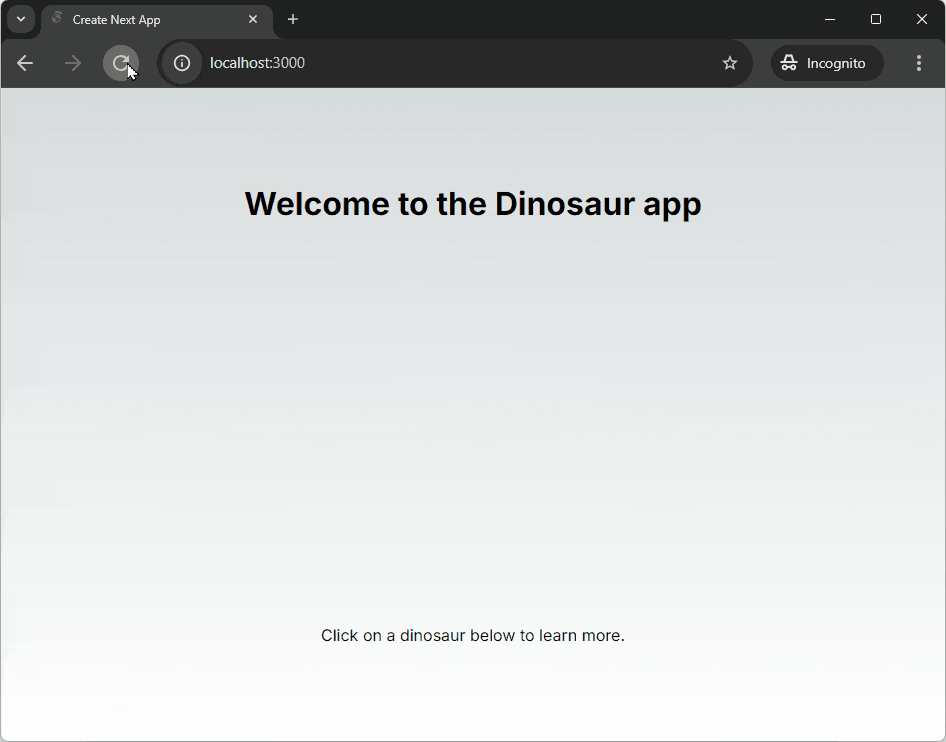 Create Next App
localhost:3000
Incognito
Welcome to the Dinosaur app
Click on a dinosaur below to learn more.